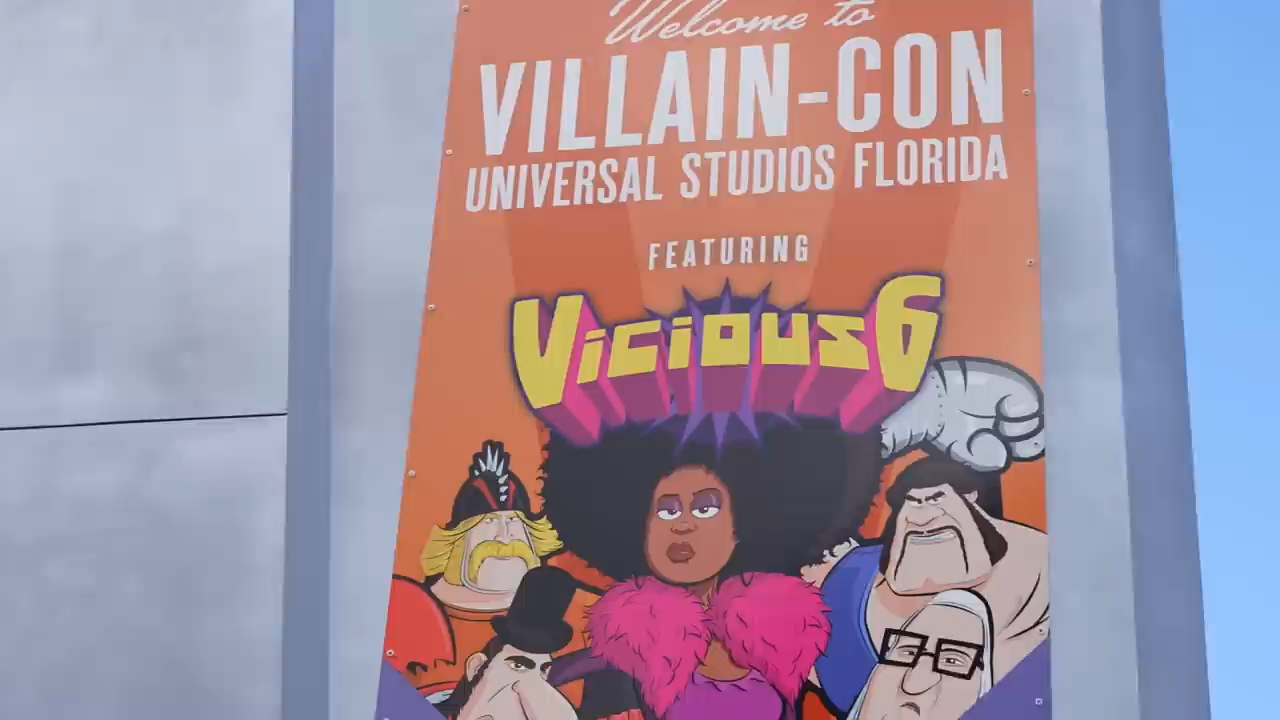 Welcome to
VILLAIN-CON
UNIVERSAL STUDIOS FLORIDA
FEATURING
Vicious6